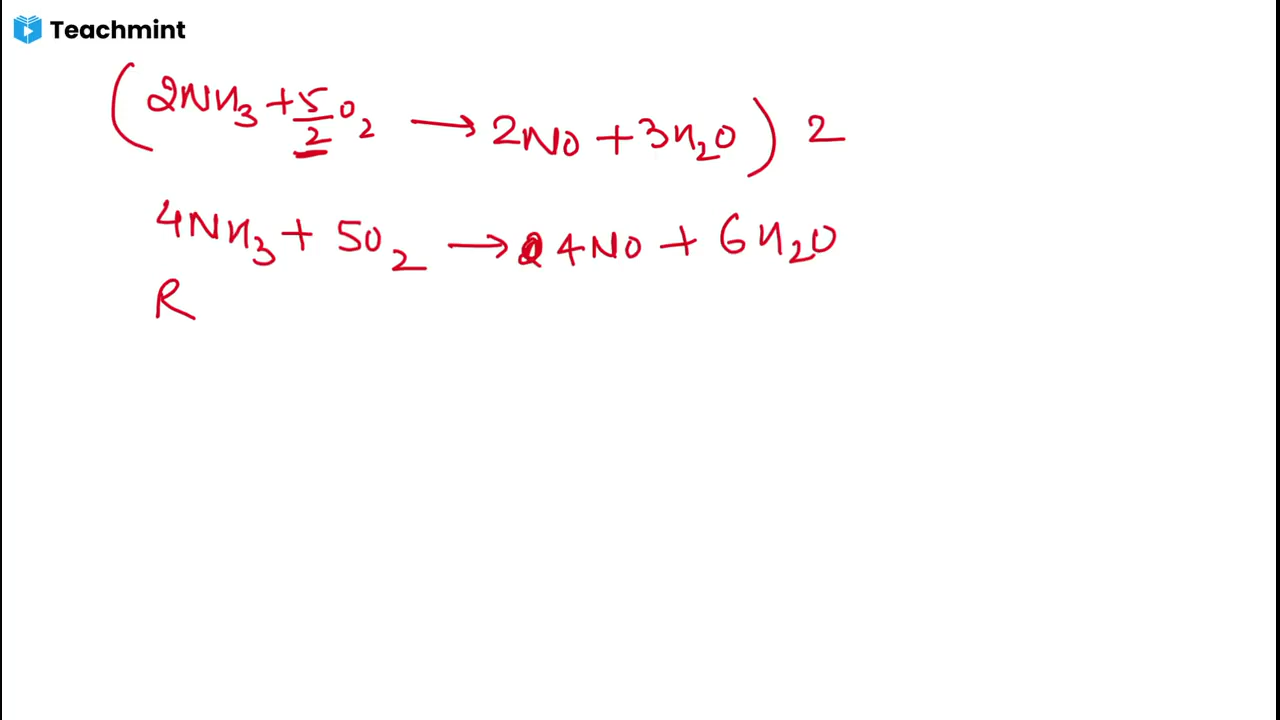 Teachmint
(2NH3 + 5/2 O2 → 2NO + 3H2O) 2
4NH3 + 5O2 → 4NO + 6H2O
R